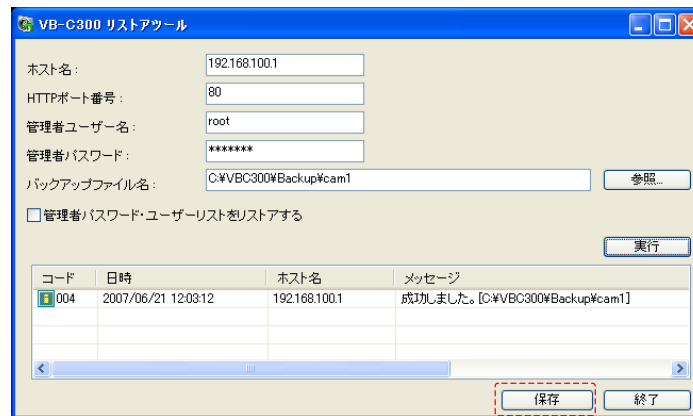 VB-C300 リストアツール
ホスト名： 192.168.100.1
HTTPポート番号： 80
管理者ユーザー名： root
管理者パスワード： *******
バックアップファイル名： C:¥VBC300¥Backup¥cam1 参照...
管理者パスワード・ユーザーリストをリストアする
実行
コード 日時 ホスト名 メッセージ
004 2007/06/21 12:03:12 192.168.100.1 成功しました。[C:¥VBC300¥Backup¥cam1]
保存 終了